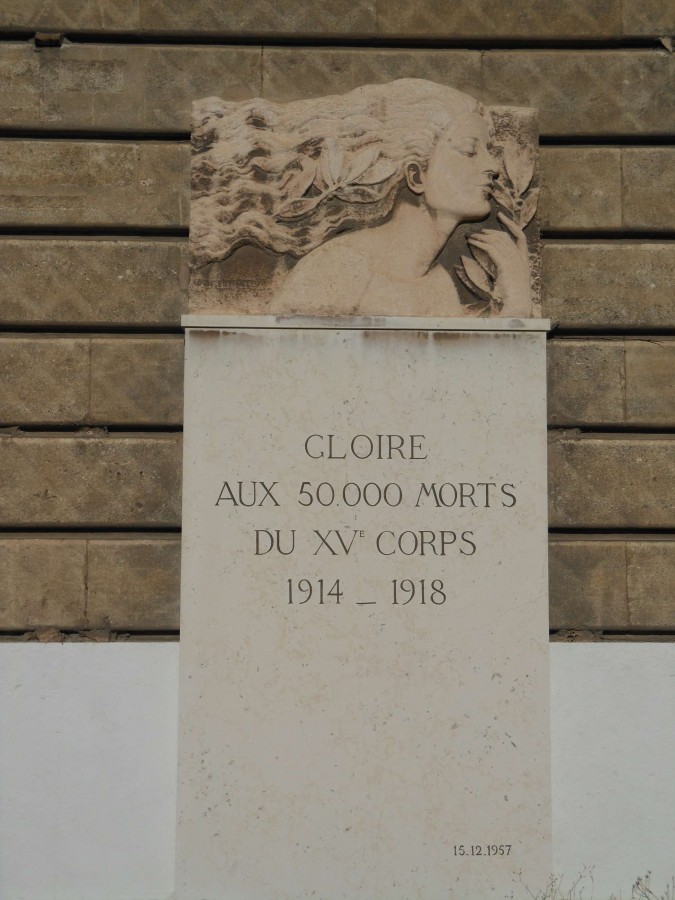 GLOIRE
AUX 50.000 MORTS
DU XVE CORPS
1914 _ 1918
15.12.1957